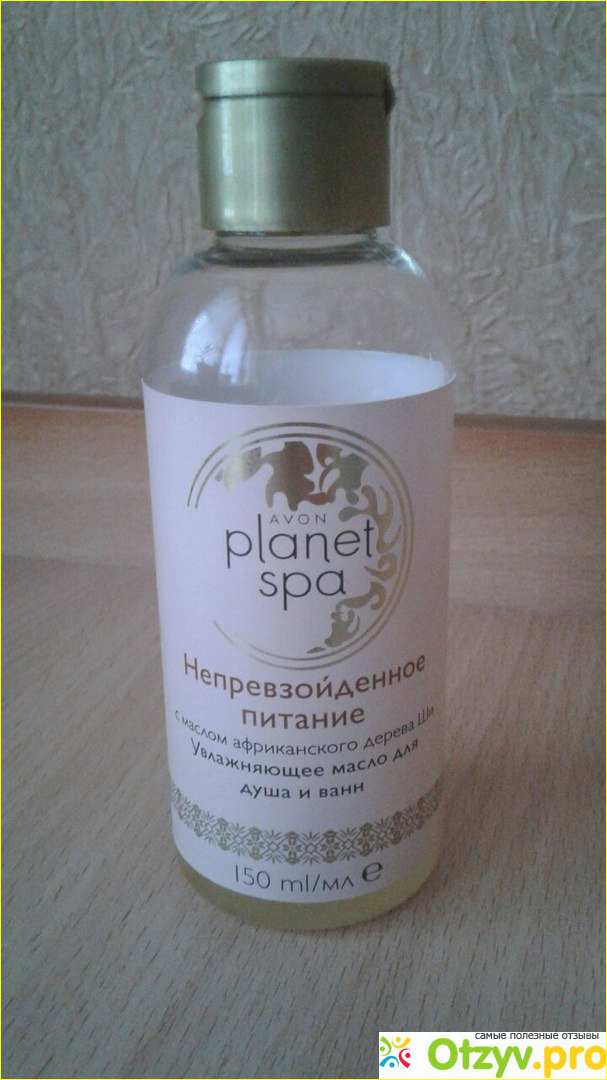 AVON
planet
spa
Непревзойденное
питание
с маслом африканского дерева Ши
Увлажняющее масло для
душа и ванн
150 ml/мл e
самые полезные отзывы
Otzyv.pro